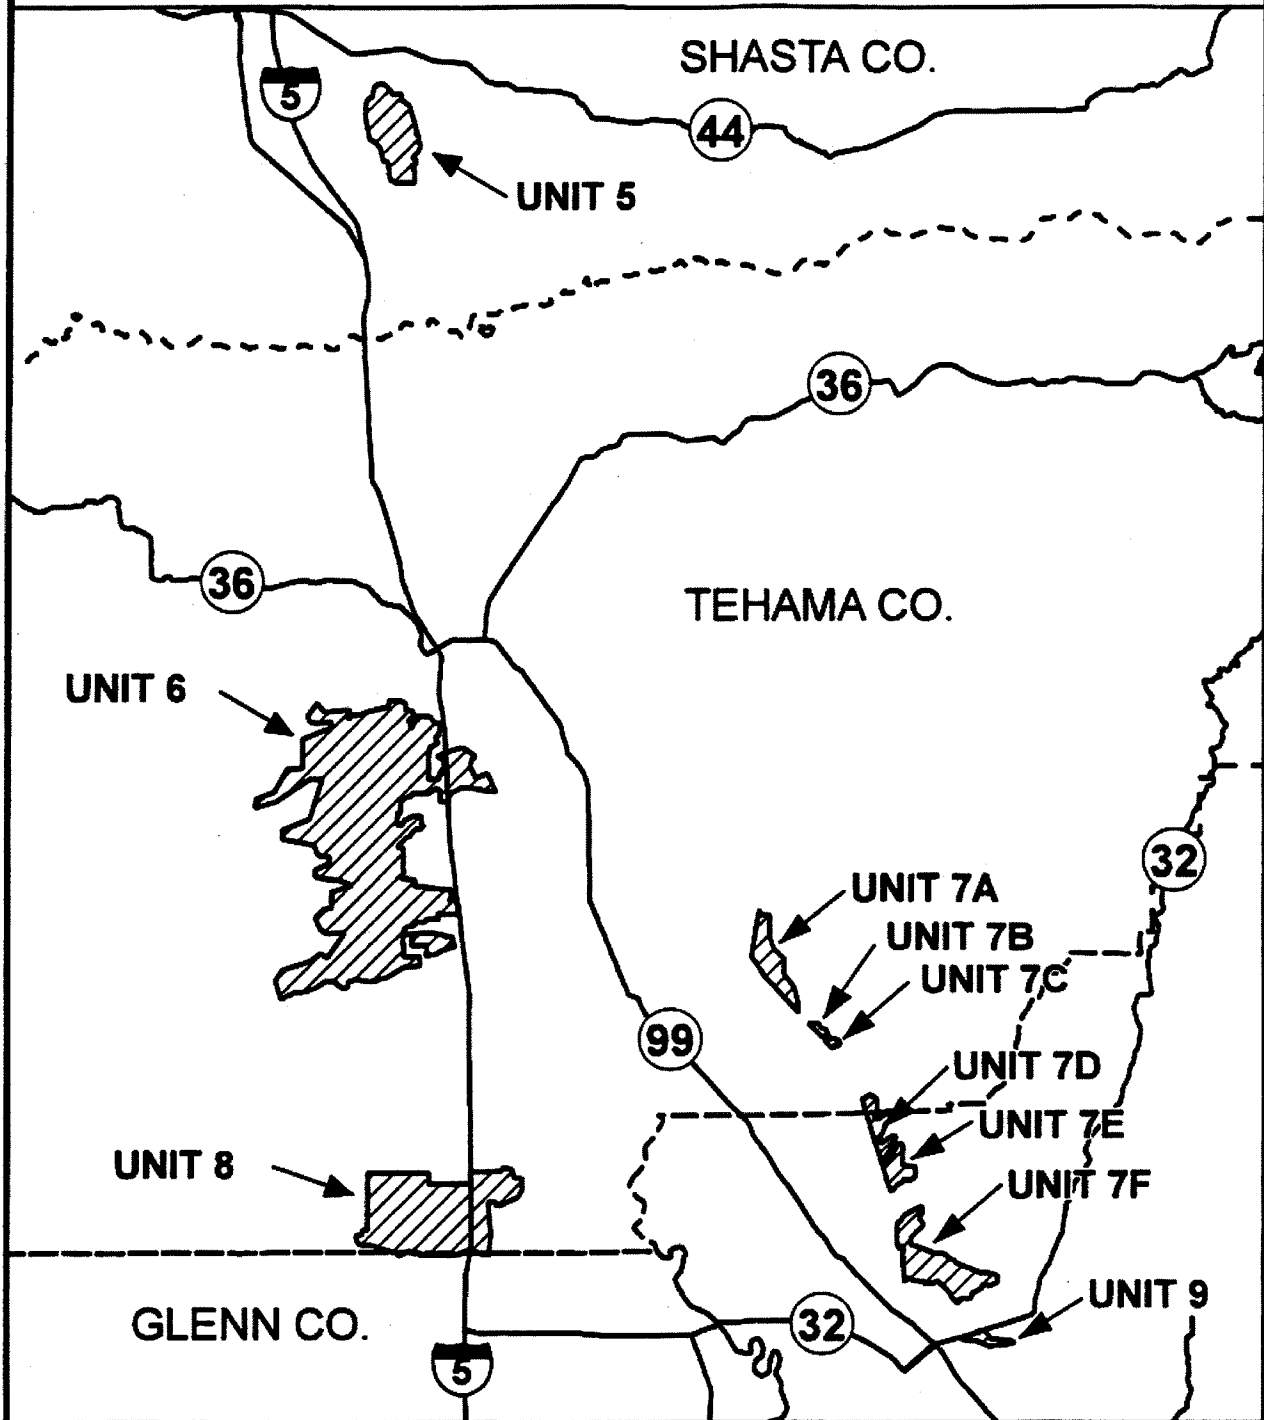 SHASTA CO.
5
44
UNIT 5
36
36
TEHAMA CO.
UNIT 6
32
UNIT 7A
UNIT 7B
UNIT 7C
99
UNIT 7D
UNIT 7E
UNIT 8
UNIT 7F
UNIT 9
GLENN CO.
32
5